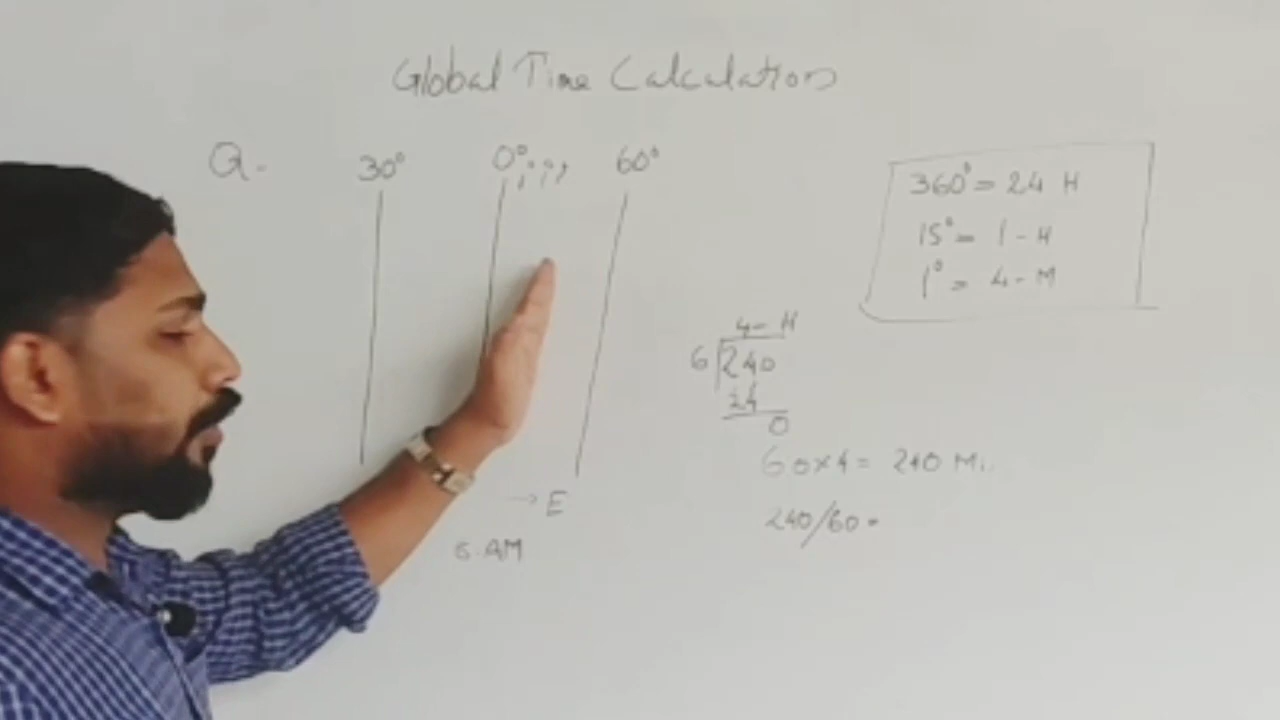 Global Time Calculation
Q. 30° 0° 60°
360° = 24 H
15° = 1 - H
1° = 4 - M
4 - H
6 240
24
0
60 x 4 = 240 Mi.
240/60 =
→ E
6. AM